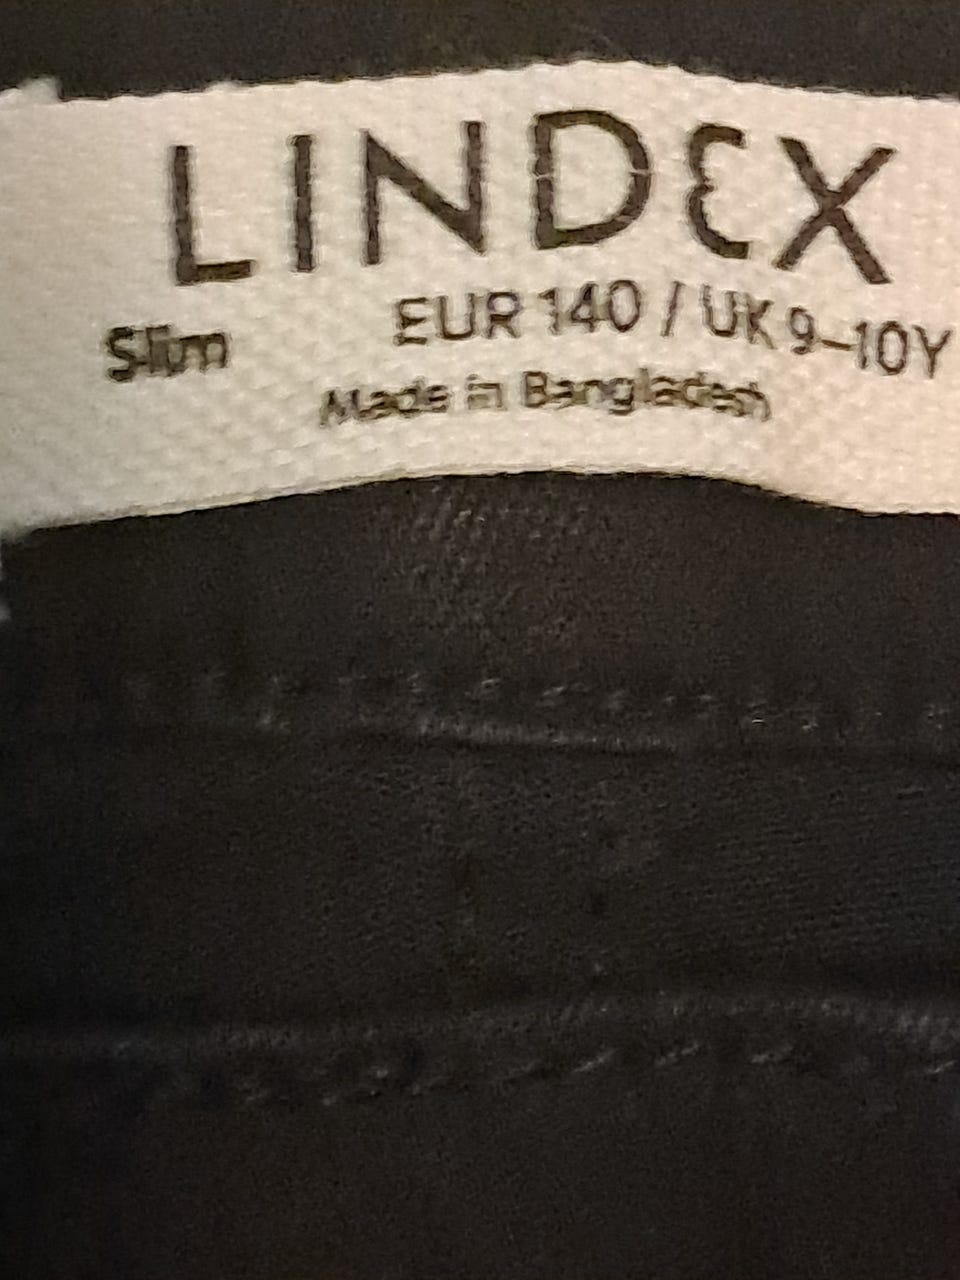 LINDEX
Slim EUR 140 / UK 9-10Y
Made in Bangladesh